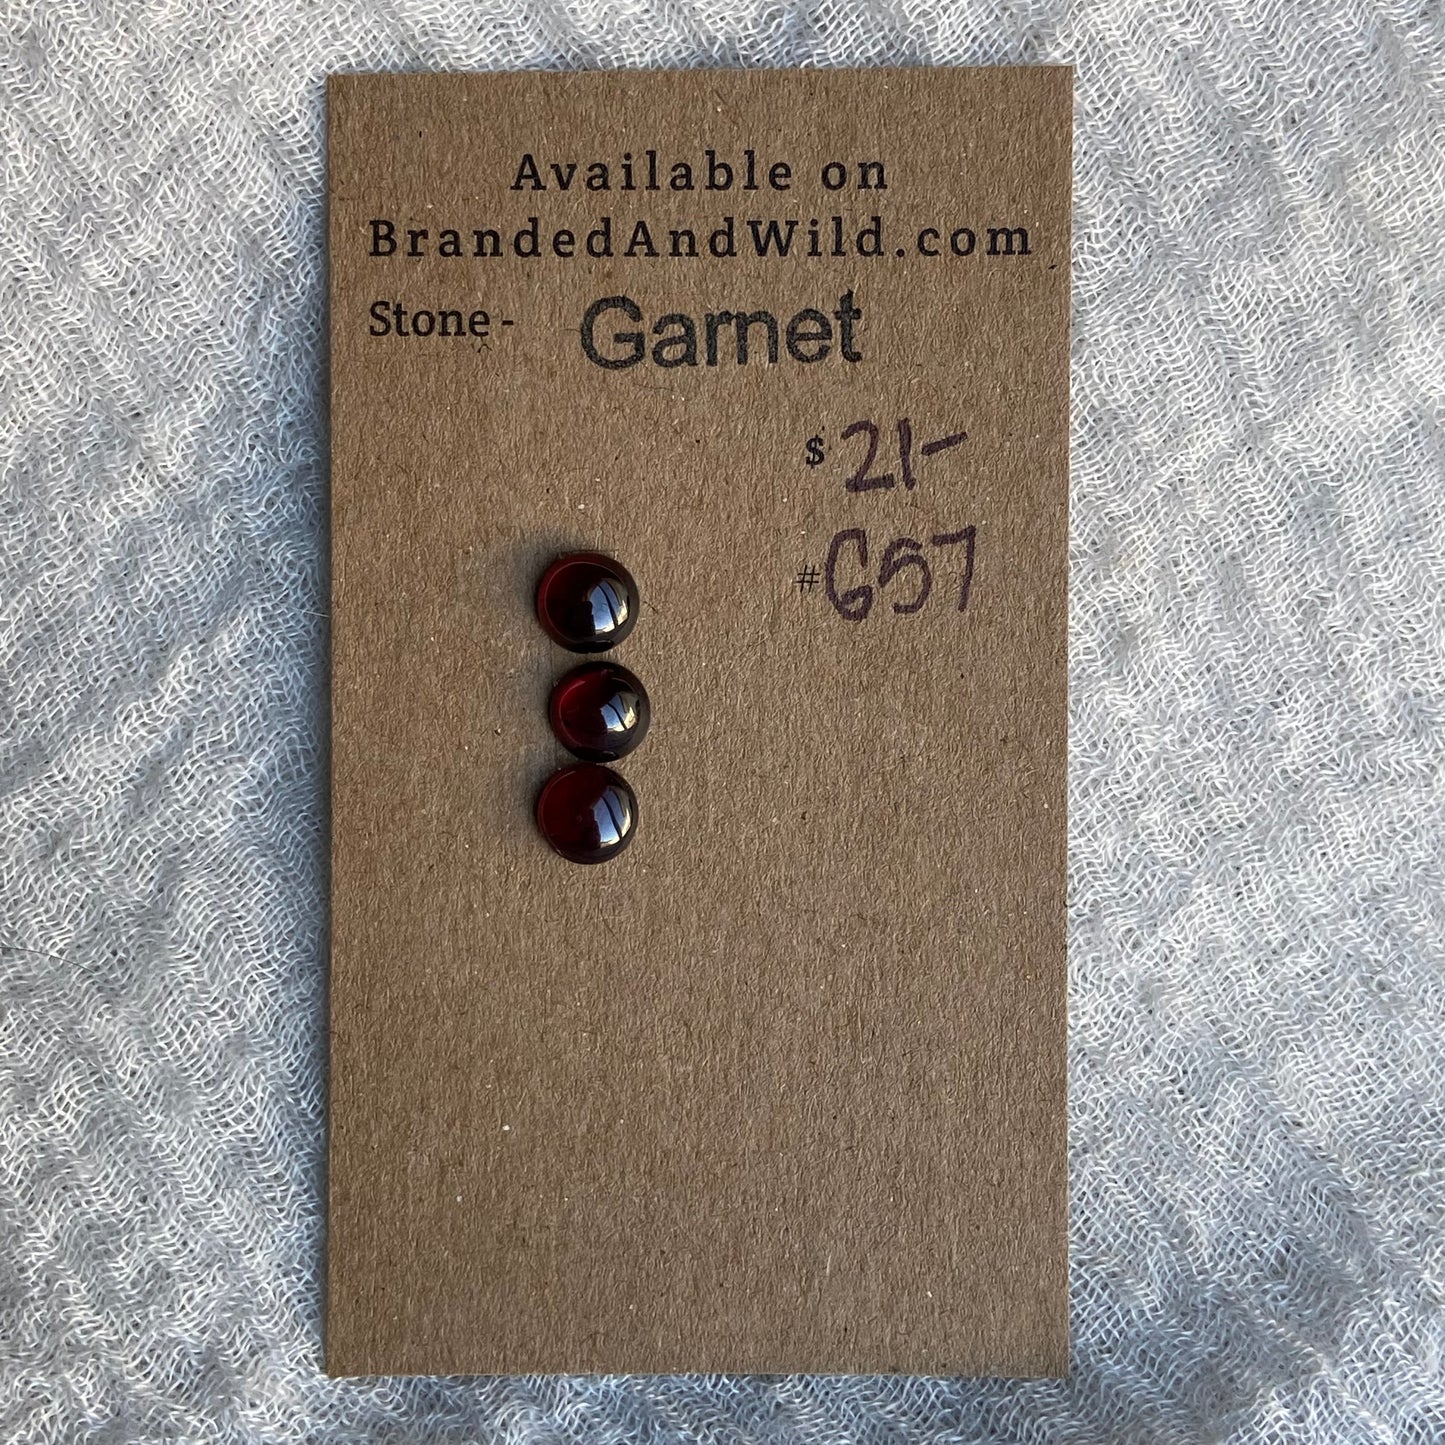 Available on
BrandedAndWild.com
Stone - Garnet
$ 21-
# G57